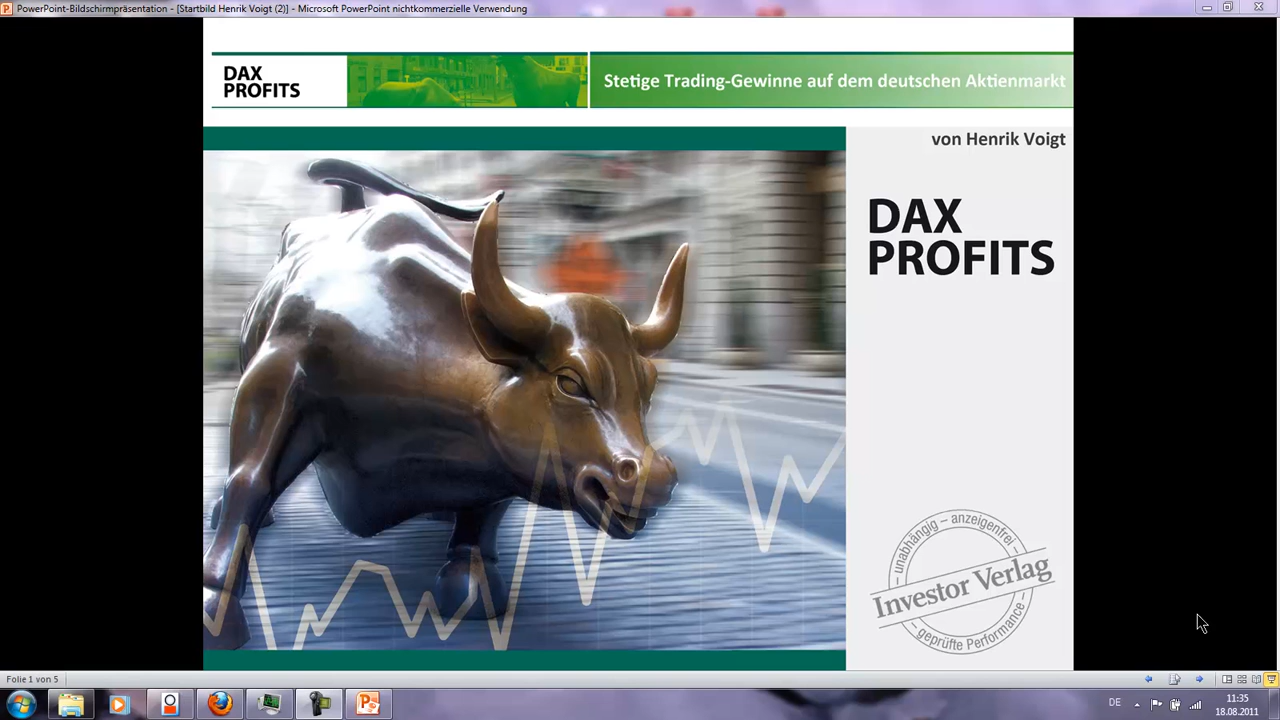 PowerPoint-Bildschirmpräsentation - [Startbild Henrik Voigt (2)] - Microsoft PowerPoint nichtkommerzielle Verwendung
DAX
PROFITS
Stetige Trading-Gewinne auf dem deutschen Aktienmarkt
von Henrik Voigt
DAX
PROFITS
unabhängig – anzeigenfrei
Investor Verlag
– geprüfte Performance –
Folie 1 von 5
DE
11:35
18.08.2011